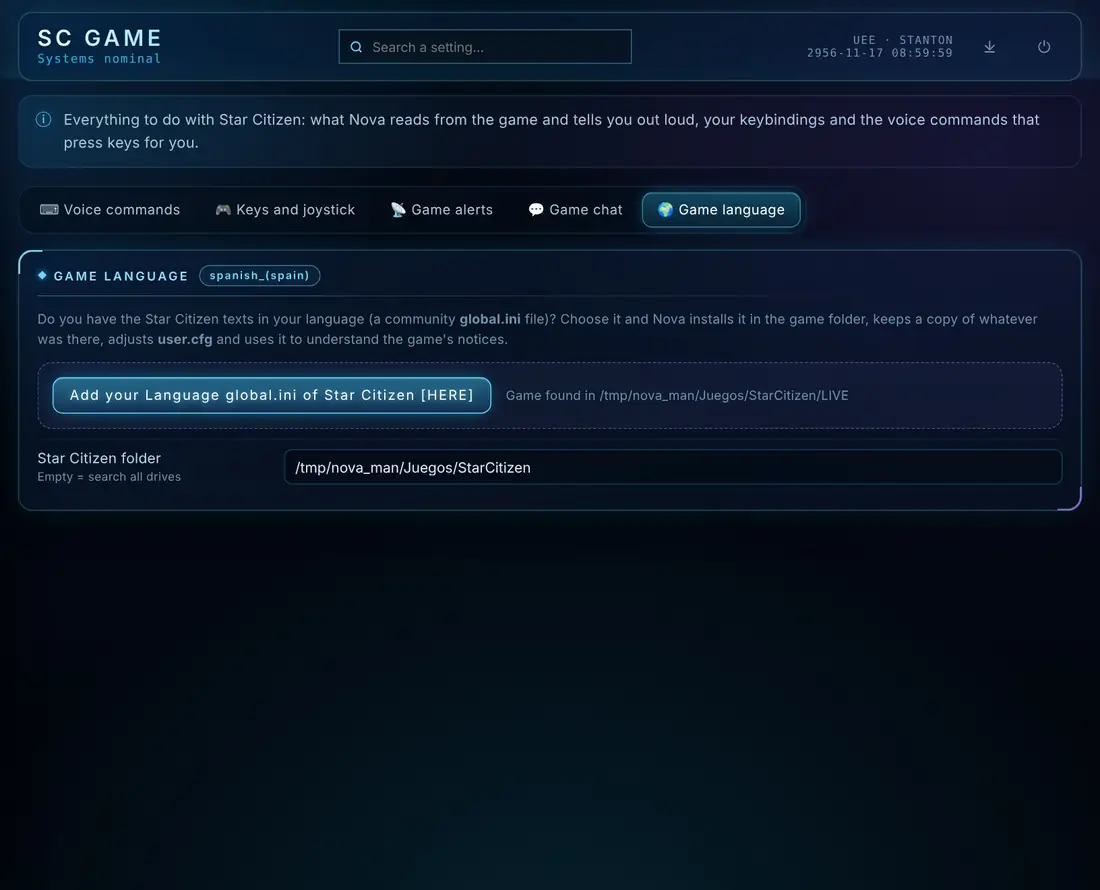 SC GAME
Systems nominal
Search a setting...
UEE · STANTON
2956-11-17 08:59:59
Everything to do with Star Citizen: what Nova reads from the game and tells you out loud, your keybindings and the voice commands that
press keys for you.
Voice commands
Keys and joystick
Game alerts
Game chat
Game language
GAME LANGUAGE
spanish_(spain)
Do you have the Star Citizen texts in your language (a community global.ini file)? Choose it and Nova installs it in the game folder, keeps a copy of whatever
was there, adjusts user.cfg and uses it to understand the game's notices.
Add your Language global.ini of Star Citizen [HERE]
Game found in /tmp/nova_man/Juegos/StarCitizen/LIVE
Star Citizen folder
Empty = search all drives
/tmp/nova_man/Juegos/StarCitizen